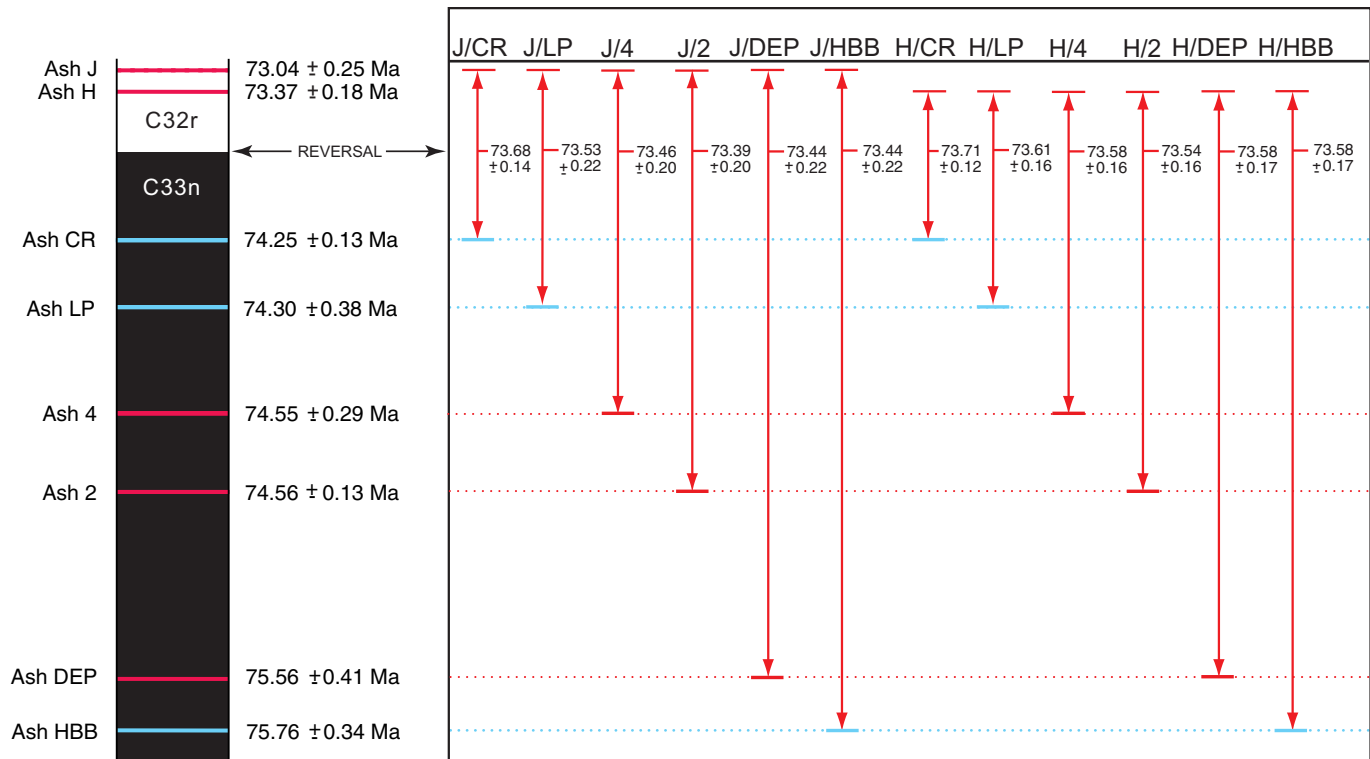 J/CR J/LP J/4 J/2 J/DEP J/HBB H/CR H/LP H/4 H/2 H/DEP H/HBB
Ash J 73.04 ±0.25 Ma
Ash H 73.37 ±0.18 Ma
C32r
REVERSAL
73.68 73.53 73.46 73.39 73.44 73.44 73.71 73.61 73.58 73.54 73.58 73.58
±0.14 ±0.22 ±0.20 ±0.20 ±0.22 ±0.22 ±0.12 ±0.16 ±0.16 ±0.16 ±0.17 ±0.17
C33n
Ash CR 74.25 ±0.13 Ma
Ash LP 74.30 ±0.38 Ma
Ash 4 74.55 ±0.29 Ma
Ash 2 74.56 ±0.13 Ma
Ash DEP 75.56 ±0.41 Ma
Ash HBB 75.76 ±0.34 Ma